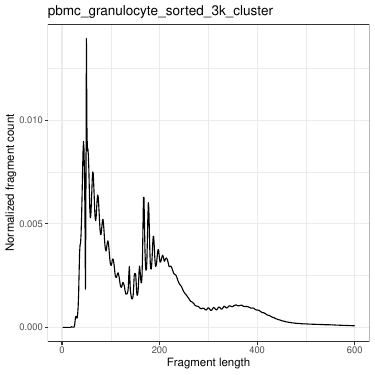 pbmc_granulocyte_sorted_3k_cluster
Normalized fragment count
0.010
0.005
0.000
0
200
400
600
Fragment length